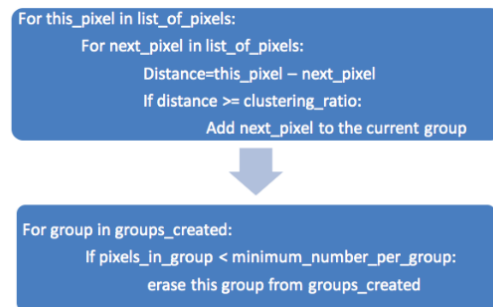 For this_pixel in list_of_pixels:
For next_pixel in list_of_pixels:
Distance=this_pixel – next_pixel
If distance >= clustering_ratio:
Add next_pixel to the current group
For group in groups_created:
If pixels_in_group < minimum_number_per_group:
erase this group from groups_created